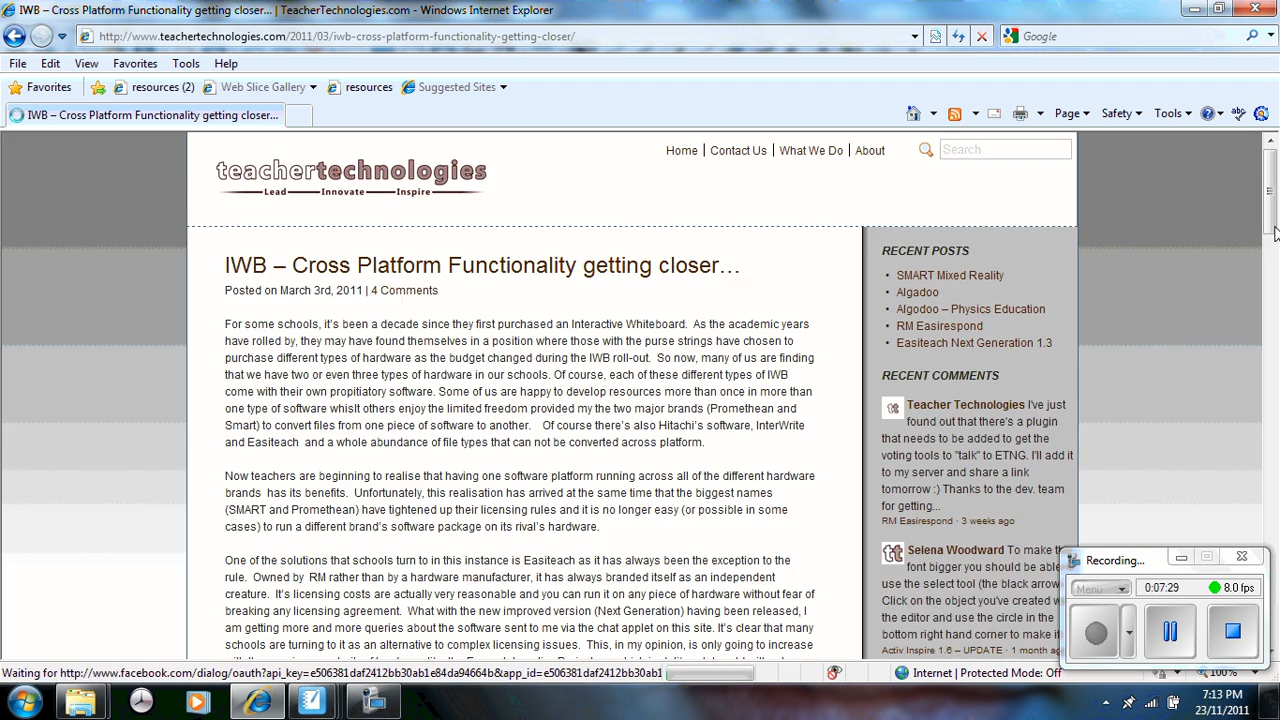 IWB – Cross Platform Functionality getting closer... | TeacherTechnologies.com - Windows Internet Explorer
http://www.teachertechnologies.com/2011/03/iwb-cross-platform-functionality-getting-closer/
Google
File Edit View Favorites Tools Help
Favorites resources (2) Web Slice Gallery resources Suggested Sites
IWB – Cross Platform Functionality getting closer...
Page Safety Tools
teachertechnologies
Lead Innovate Inspire
Home Contact Us What We Do About
Search
IWB – Cross Platform Functionality getting closer…
Posted on March 3rd, 2011 | 4 Comments
For some schools, it's been a decade since they first purchased an Interactive Whiteboard. As the academic years
have rolled by, they may have found themselves in a position where those with the purse strings have chosen to
purchase different types of hardware as the budget changed during the IWB roll-out. So now, many of us are finding
that we have two or even three types of hardware in our schools. Of course, each of these different types of IWB
come with their own propitiatory software. Some of us are happy to develop resources more than once in more than
one type of software whislt others enjoy the limited freedom provided my the two major brands (Promethean and
Smart) to convert files from one piece of software to another. Of course there's also Hitachi's software, InterWrite
and Easiteach and a whole abundance of file types that can not be converted across platform.
Now teachers are beginning to realise that having one software platform running across all of the different hardware
brands has its benefits. Unfortunately, this realisation has arrived at the same time that the biggest names
(SMART and Promethean) have tightened up their licensing rules and it is no longer easy (or possible in some
cases) to run a different brand's software package on its rival's hardware.
One of the solutions that schools turn to in this instance is Easiteach as it has always been the exception to the
rule. Owned by RM rather than by a hardware manufacturer, it has always branded itself as an independent
creature. It's licensing costs are actually very reasonable and you can run it on any piece of hardware without fear of
breaking any licensing agreement. What with the new improved version (Next Generation) having been released, I
am getting more and more queries about the software sent to me via the chat applet on this site. It's clear that many
schools are turning to it as an alternative to complex licensing issues. This, in my opinion, is only going to increase
RECENT POSTS
SMART Mixed Reality
Algadoo
Algodoo – Physics Education
RM Easirespond
Easiteach Next Generation 1.3
RECENT COMMENTS
tt Teacher Technologies I've just
found out that there's a plugin
that needs to be added to get the
voting tools to "talk" to ETNG. I'll add it
to my server and share a link
tomorrow :) Thanks to the dev. team
for getting...
RM Easirespond · 3 weeks ago
tt Selena Woodward To make the
font bigger you should be able
use the select tool (the black arrow
Click on the object you've created w
the editor and use the circle in the
bottom right hand corner to make it
Activ Inspire 1.6 – UPDATE · 1 month ag
Recording...
Menu 0:07:29 8.0 fps
Waiting for http://www.facebook.com/dialog/oauth?api_key=e506381daf2412bb30ab1e84da94664b&app_id=e506381daf2412bb30ab1 Internet | Protected Mode: Off 100%
7:13 PM
23/11/2011